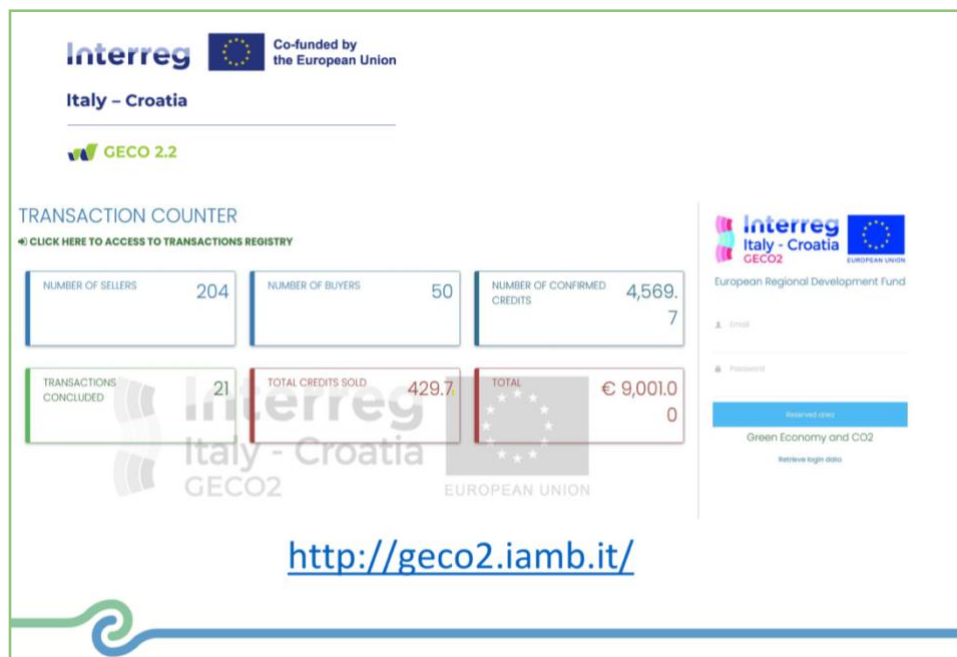 Interreg
Co-funded by
the European Union
Italy – Croatia
GECO 2.2
TRANSACTION COUNTER
CLICK HERE TO ACCESS TO TRANSACTIONS REGISTRY
NUMBER OF SELLERS 204
NUMBER OF BUYERS 50
NUMBER OF CONFIRMED 4,569.
CREDITS 7
TRANSACTIONS 21
CONCLUDED
TOTAL CREDITS SOLD 429.7
TOTAL € 9,001.0
0
Interreg
Italy - Croatia
GECO2
EUROPEAN UNION
Interreg
Italy - Croatia
GECO2
EUROPEAN UNION
European Regional Development Fund
Email
Password
Reserved area
Green Economy and CO2
Retrieve login data
http://geco2.iamb.it/